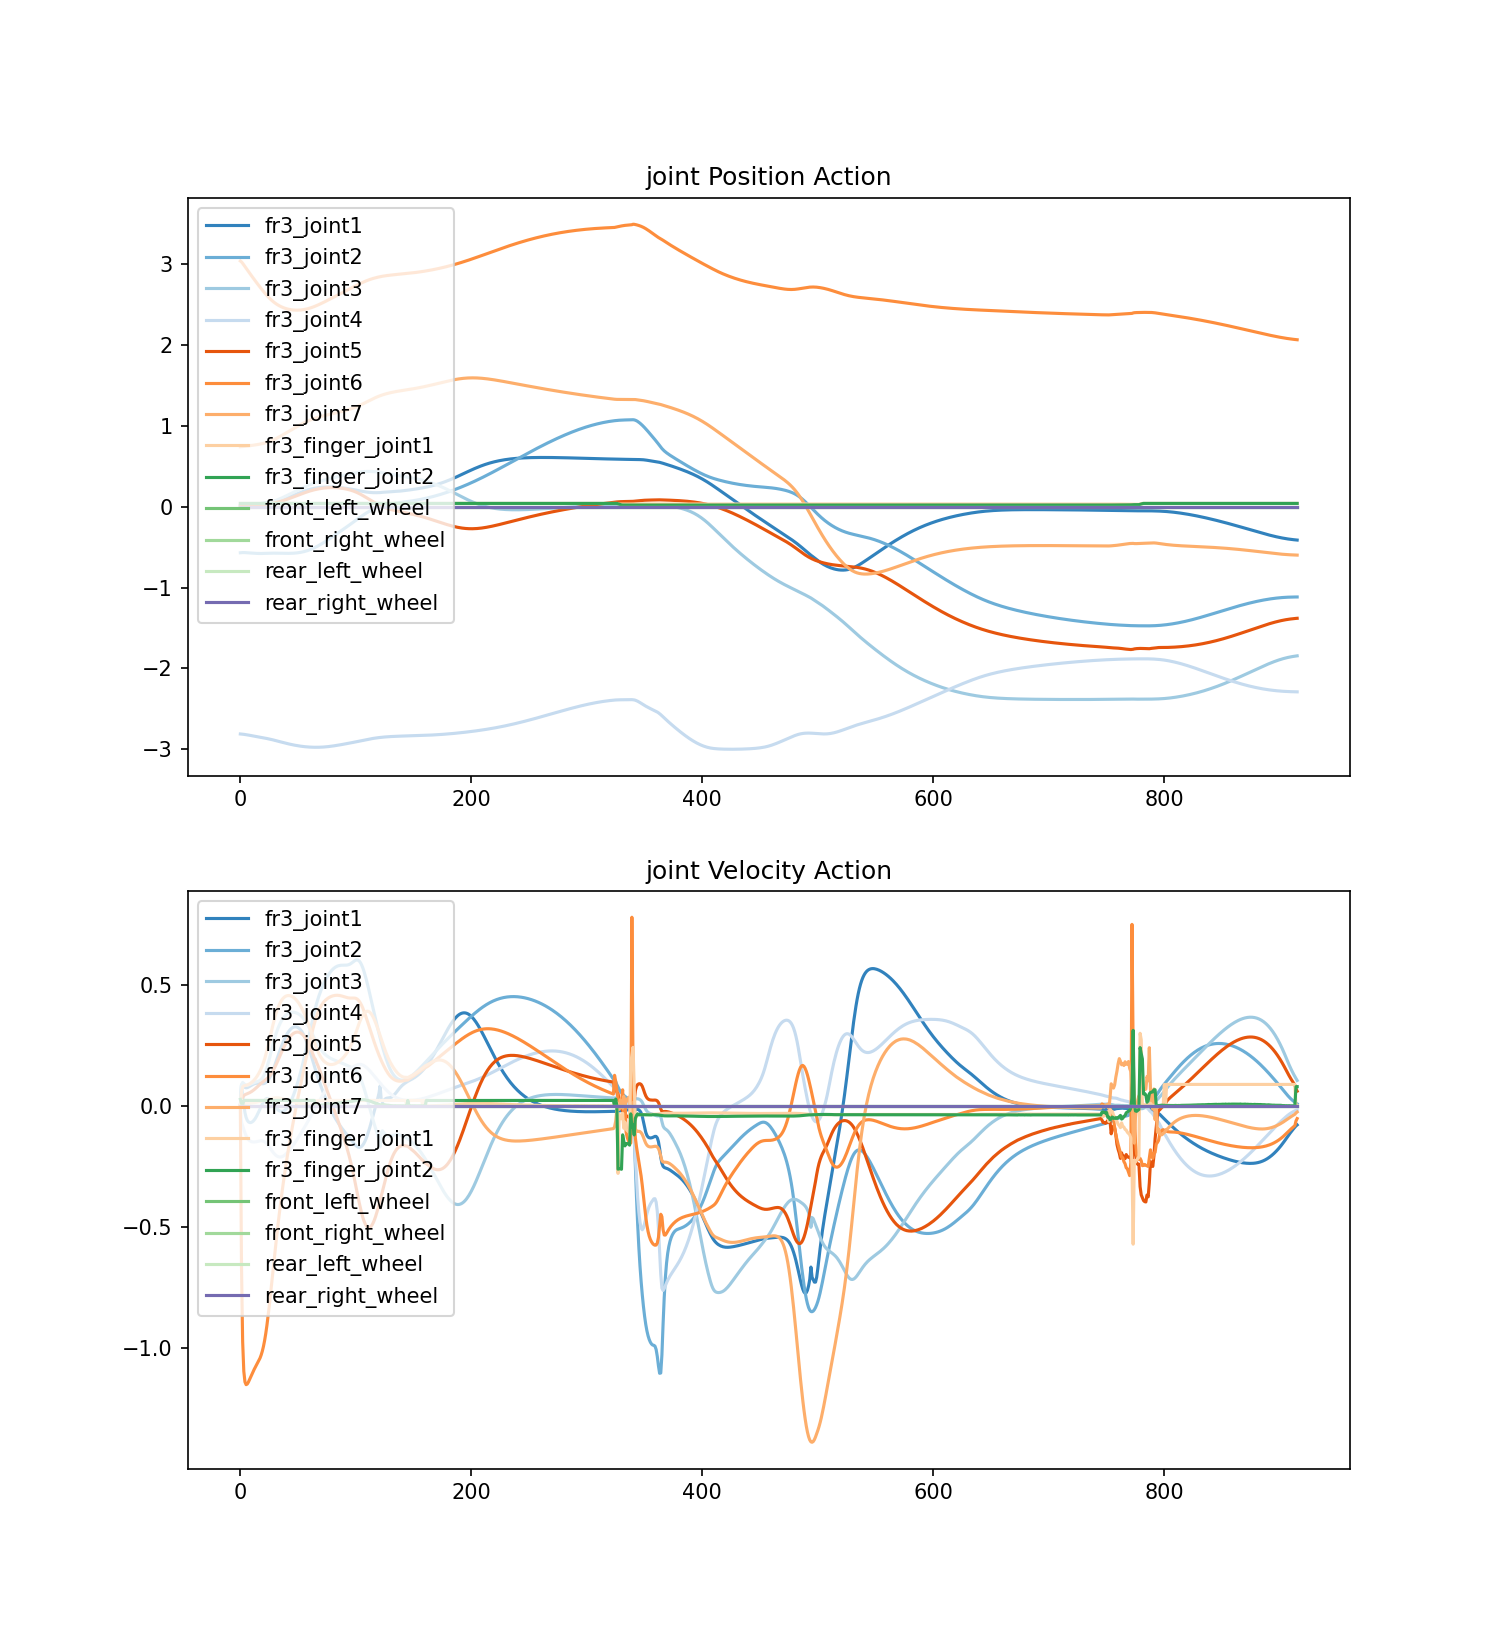 joint Position Action
fr3_joint1
fr3_joint2
fr3_joint3
fr3_joint4
fr3_joint5
fr3_joint6
fr3_joint7
fr3_finger_joint1
fr3_finger_joint2
front_left_wheel
front_right_wheel
rear_left_wheel
rear_right_wheel
3
2
1
0
−1
−2
−3
0 200 400 600 800
joint Velocity Action
fr3_joint1
fr3_joint2
fr3_joint3
fr3_joint4
fr3_joint5
fr3_joint6
fr3_joint7
fr3_finger_joint1
fr3_finger_joint2
front_left_wheel
front_right_wheel
rear_left_wheel
rear_right_wheel
0.5
0.0
−0.5
−1.0
0 200 400 600 800